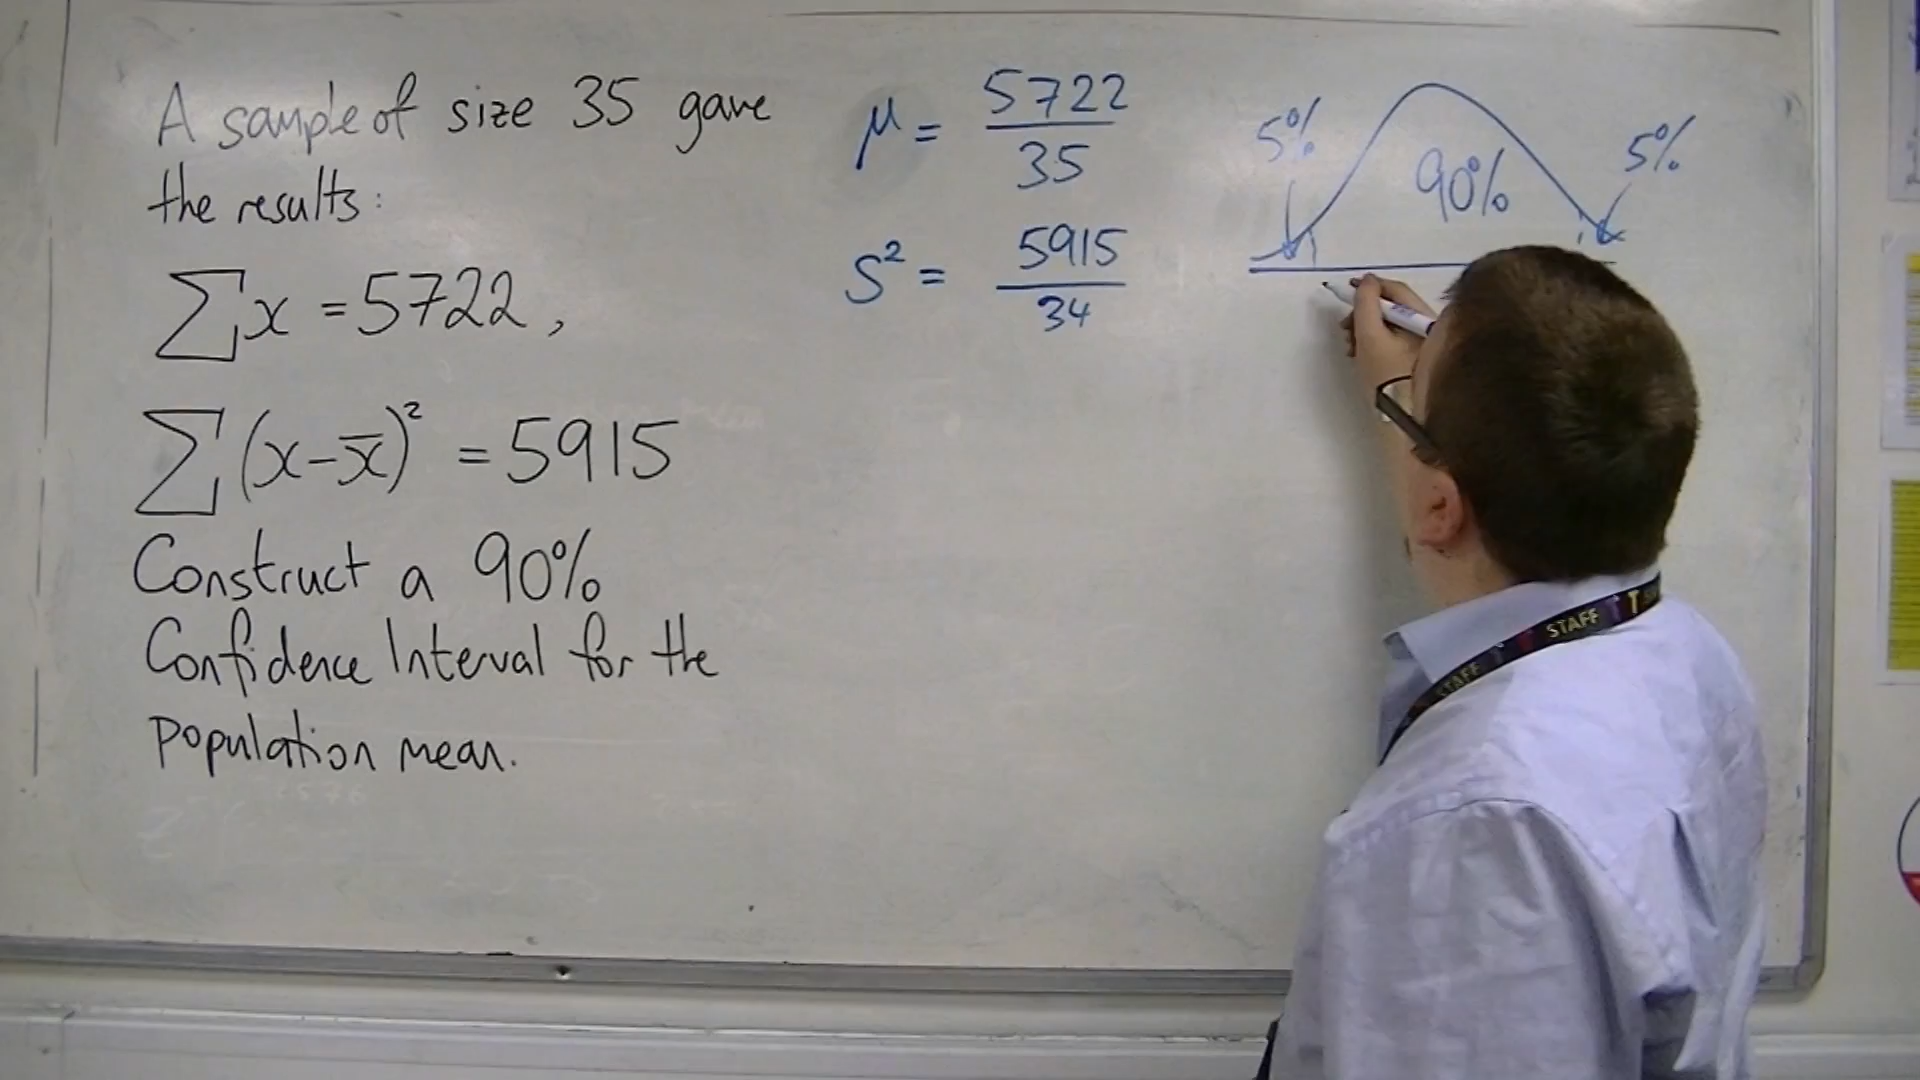 A sample of size 35 gave
the results:
∑x = 5722,
∑(x-x̄)² = 5915
Construct a 90%
Confidence Interval for the
population mean.
μ = 5722
35
S² = 5915
34
5%
90%
5%
STAFF
STAFF